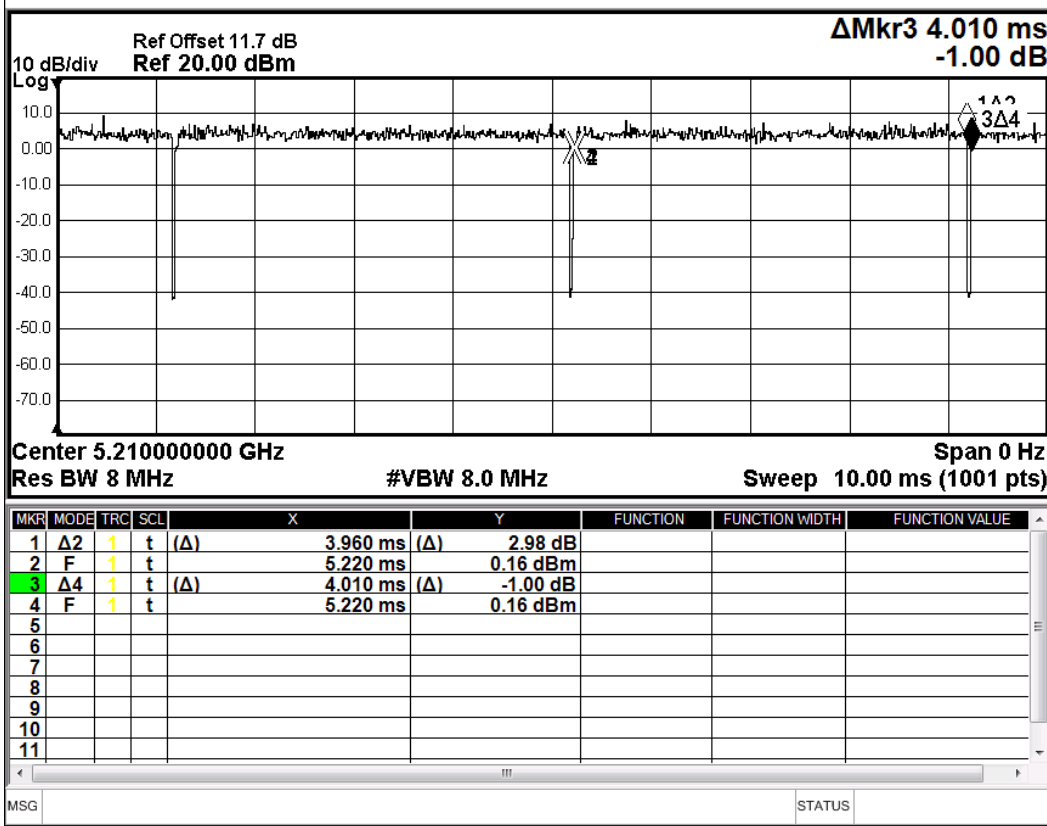 ΔMkr3 4.010 ms
Ref Offset 11.7 dB
10 dB/div Ref 20.00 dBm -1.00 dB
Log
10.0
0.00
-10.0
-20.0
-30.0
-40.0
-50.0
-60.0
-70.0
1Δ2
3Δ4
Center 5.210000000 GHz Span 0 Hz
Res BW 8 MHz #VBW 8.0 MHz Sweep 10.00 ms (1001 pts)
MKR MODE TRC SCL X Y FUNCTION FUNCTION WIDTH FUNCTION VALUE
1 Δ2 1 t (Δ) 3.960 ms (Δ) 2.98 dB
2 F 1 t 5.220 ms 0.16 dBm
3 Δ4 1 t (Δ) 4.010 ms (Δ) -1.00 dB
4 F 1 t 5.220 ms 0.16 dBm
5
6
7
8
9
10
11
MSG STATUS